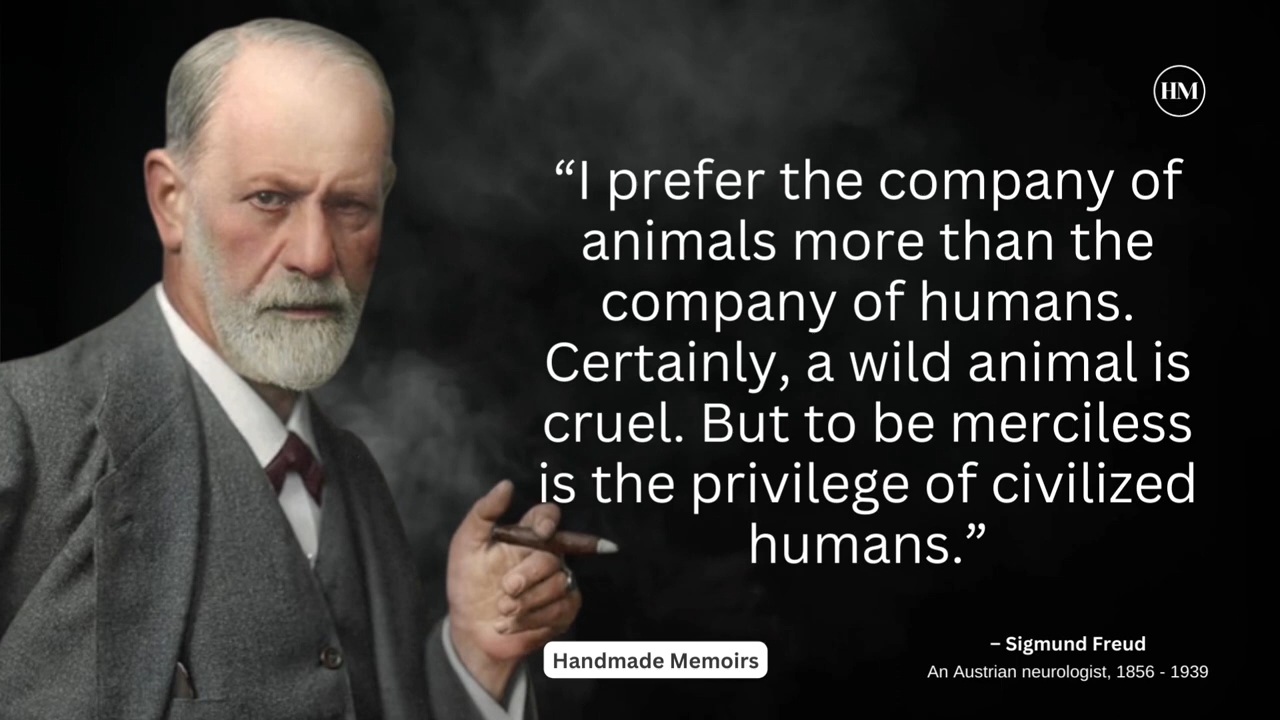 HM
“I prefer the company of
animals more than the
company of humans.
Certainly, a wild animal is
cruel. But to be merciless
is the privilege of civilized
humans.”
– Sigmund Freud
An Austrian neurologist, 1856 - 1939
Handmade Memoirs